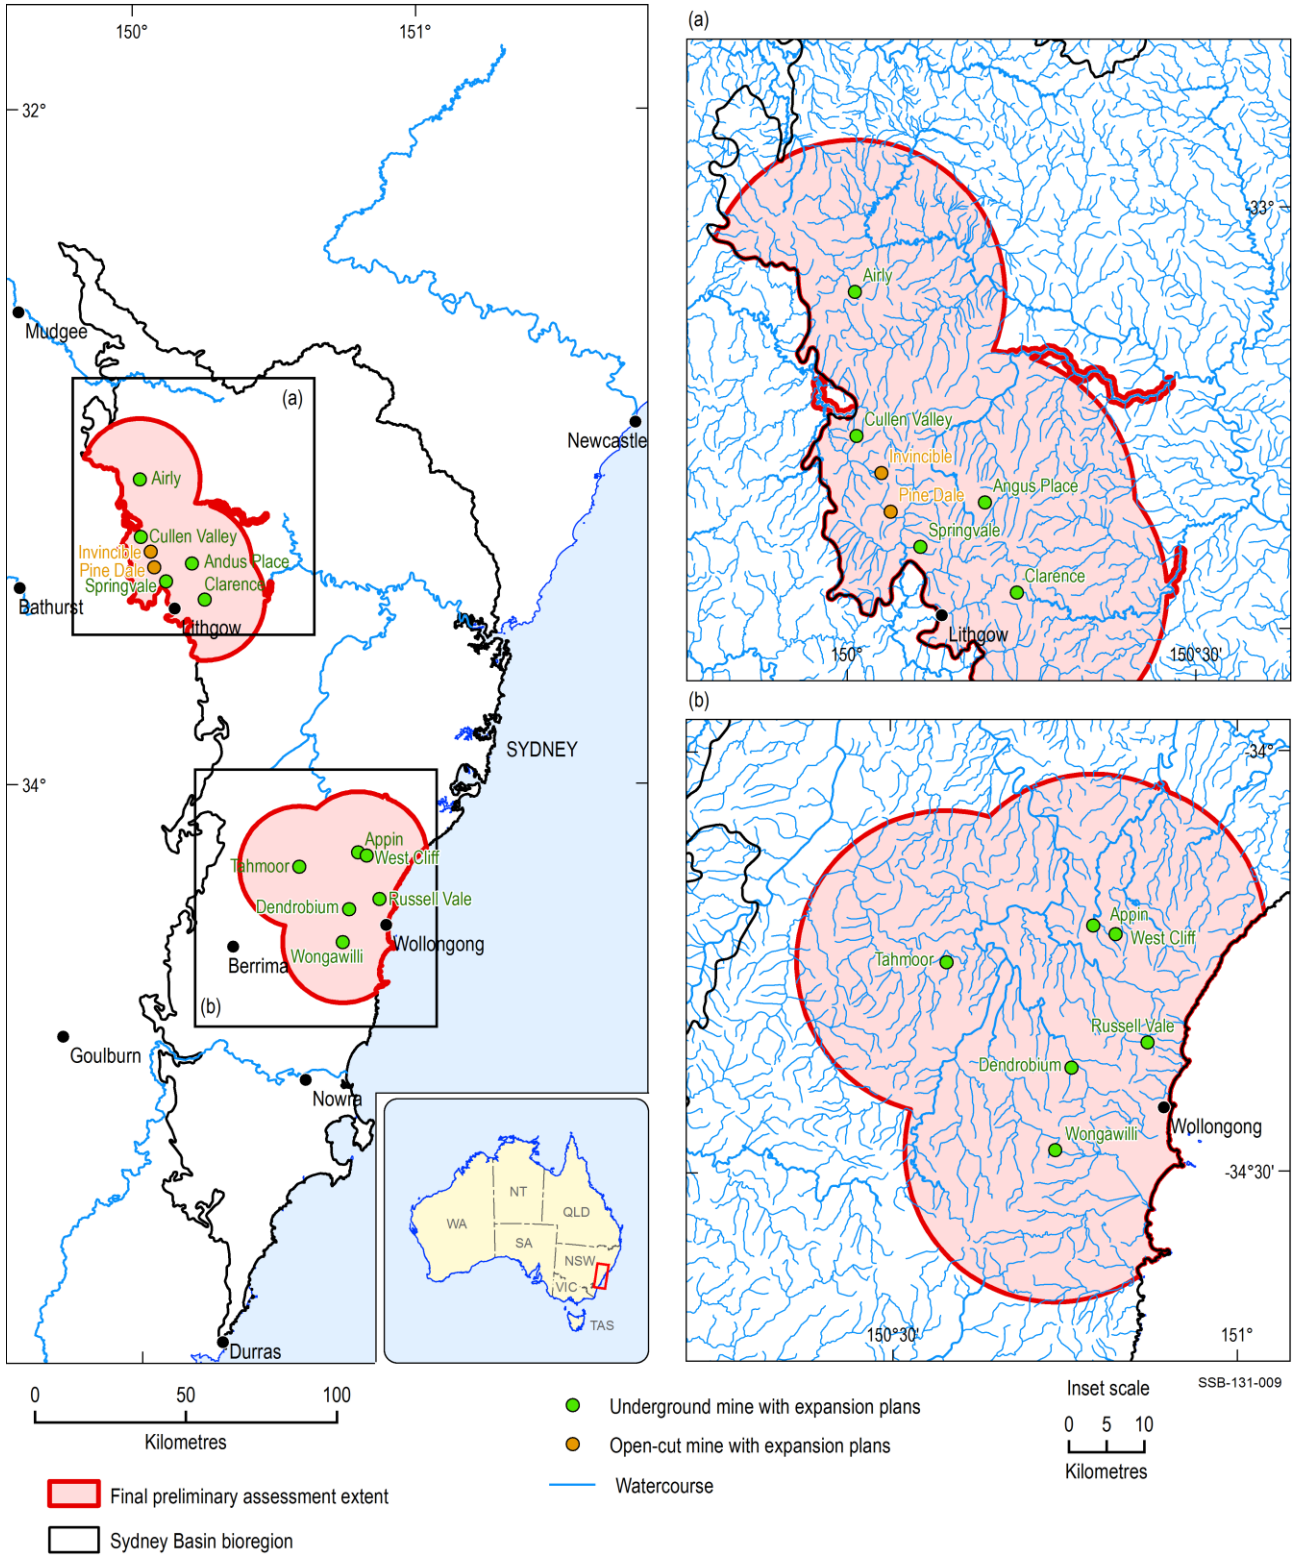 150°
151°
32°
Mudgee
(a)
Newcastle
Airly
Cullen Valley
Invincible
Andus Place
Pine Dale
Springvale
Clarence
Bathurst
Lithgow
SYDNEY
34°
Appin
West Cliff
Tahmoor
Russell Vale
Dendrobium
Wollongong
Wongawilli
Berrima
(b)
Goulburn
Nowra
Durras
NT
QLD
WA
SA
NSW
VIC
TAS
(a)
-33°
Airly
Cullen Valley
Invincible
Angus Place
Pine Dale
Springvale
Clarence
Lithgow
150°
150°30'
(b)
-34°
Appin
West Cliff
Tahmoor
Russell Vale
Dendrobium
Wollongong
Wongawilli
-34°30'
150°30'
151°
0 50 100
Kilometres
Final preliminary assessment extent
Sydney Basin bioregion
Underground mine with expansion plans
Open-cut mine with expansion plans
Watercourse
Inset scale
SSB-131-009
0 5 10
Kilometres